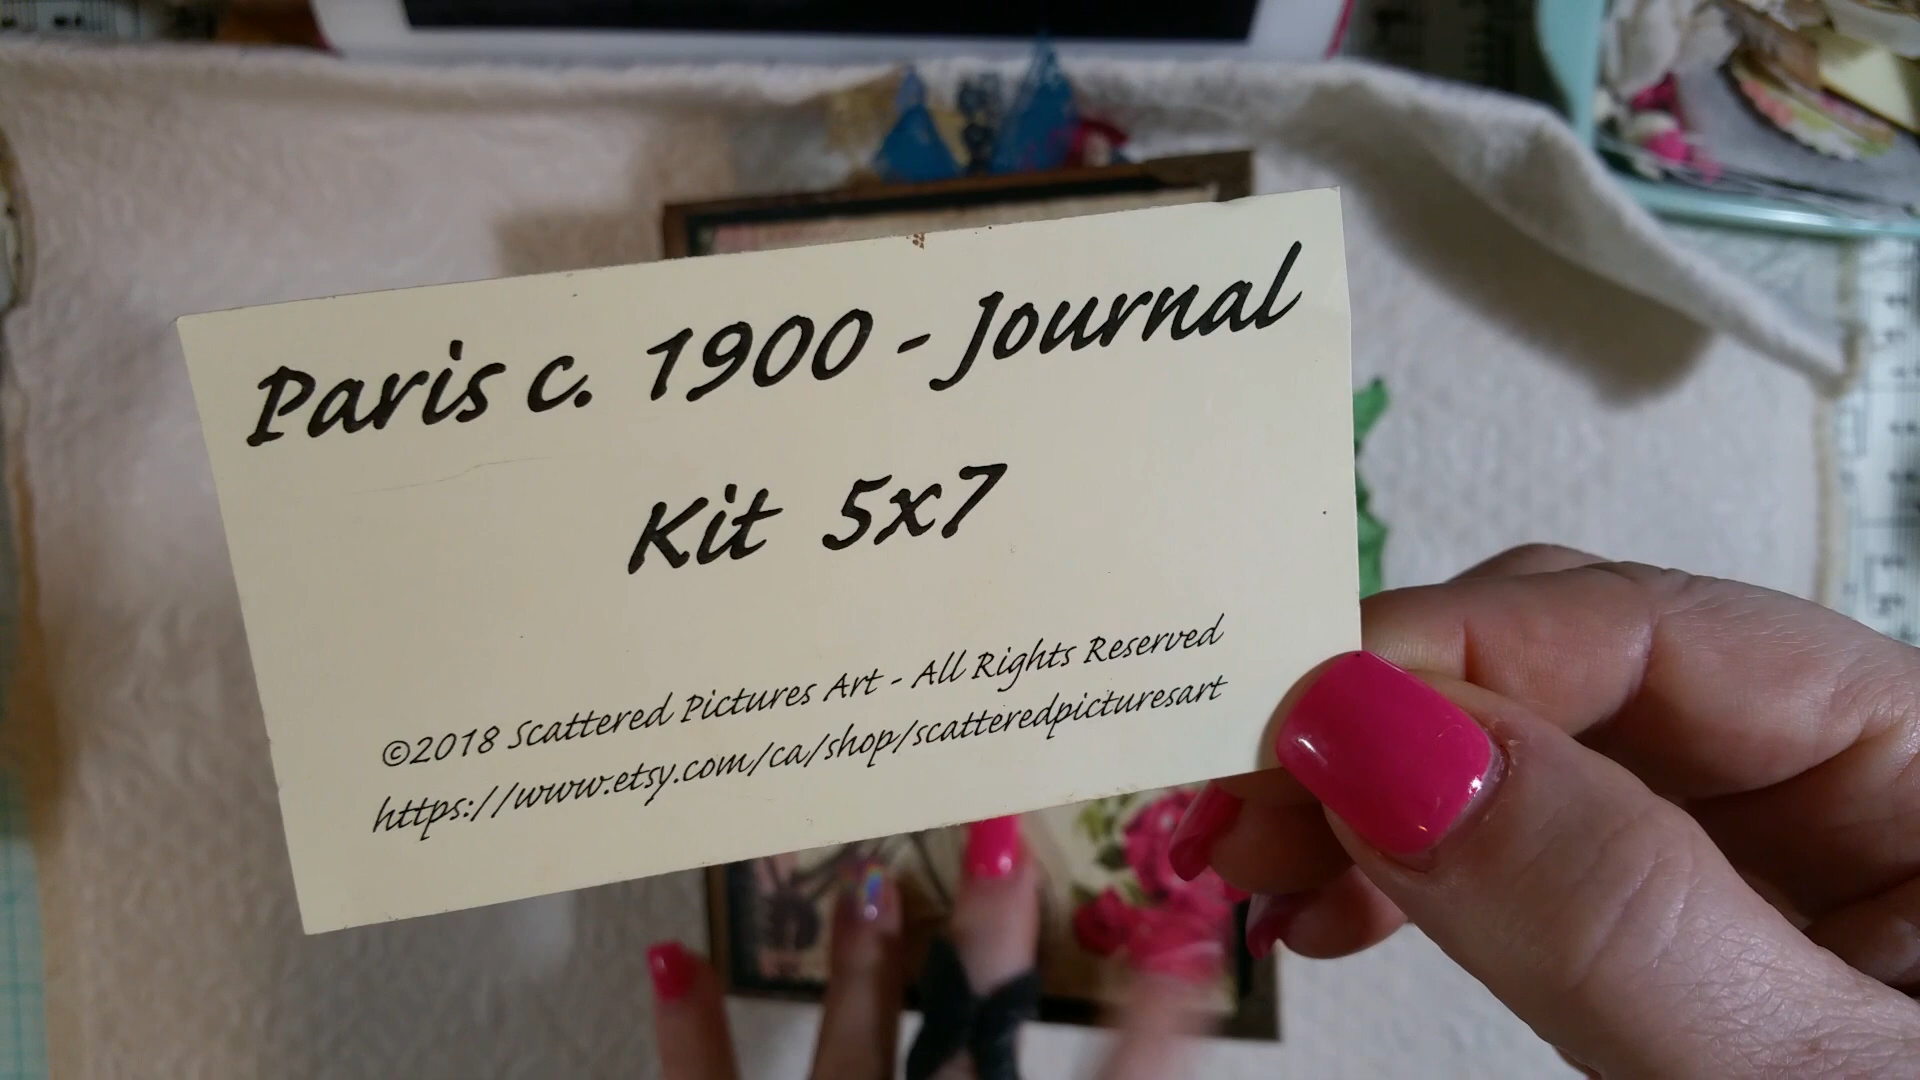 Paris c. 1900 - Journal
Kit 5x7
©2018 Scattered Pictures Art - All Rights Reserved
https://www.etsy.com/ca/shop/scatteredpicturesart